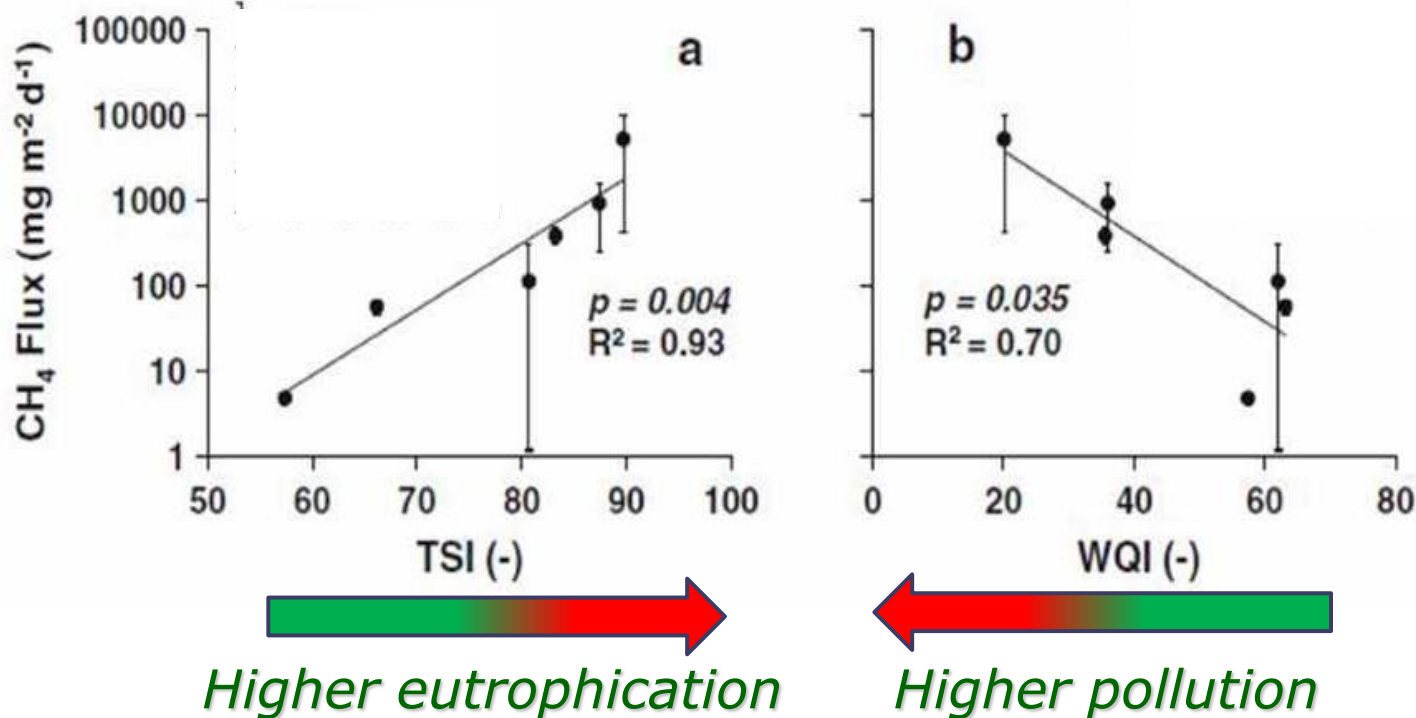 CH₄ Flux (mg m⁻² d⁻¹)
100000
10000
1000
100
10
1
a
p = 0.004
R² = 0.93
50 60 70 80 90 100
TSI (-)
Higher eutrophication
b
p = 0.035
R² = 0.70
0 20 40 60 80
WQI (-)
Higher pollution